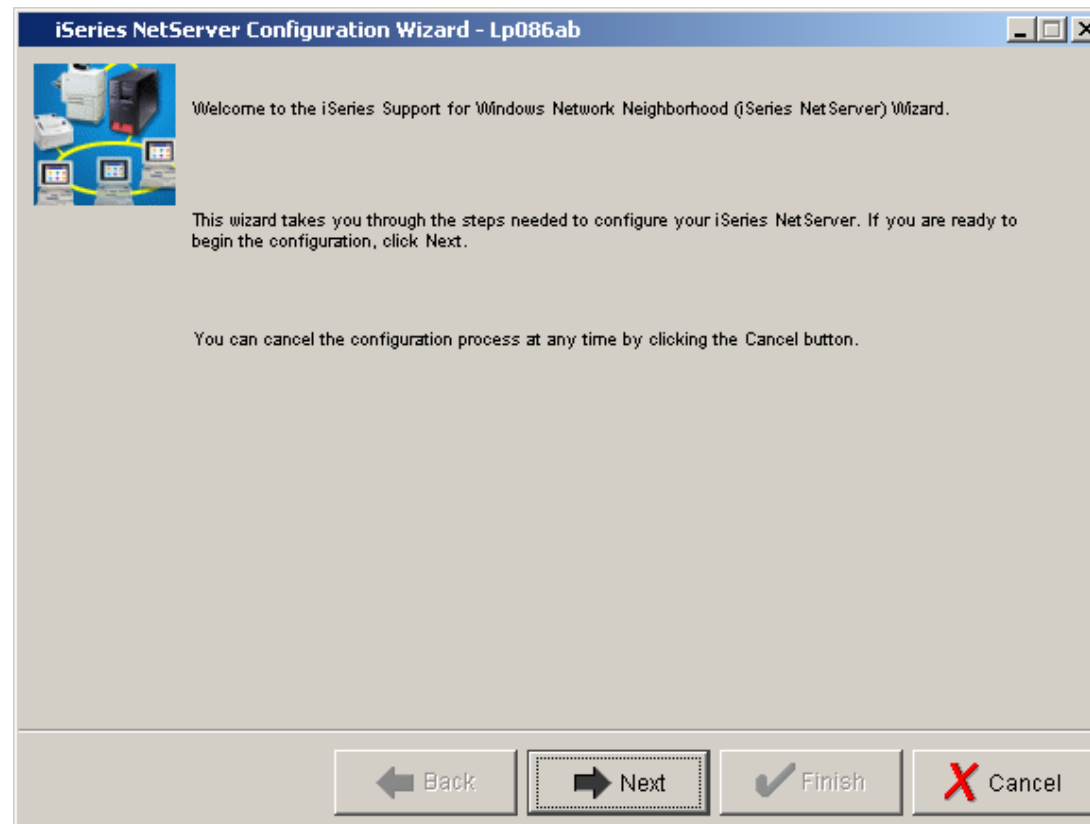 iSeries NetServer Configuration Wizard - Lp086ab
Welcome to the iSeries Support for Windows Network Neighborhood (iSeries NetServer) Wizard.
This wizard takes you through the steps needed to configure your iSeries NetServer. If you are ready to
begin the configuration, click Next.
You can cancel the configuration process at any time by clicking the Cancel button.
Back
Next
Finish
Cancel